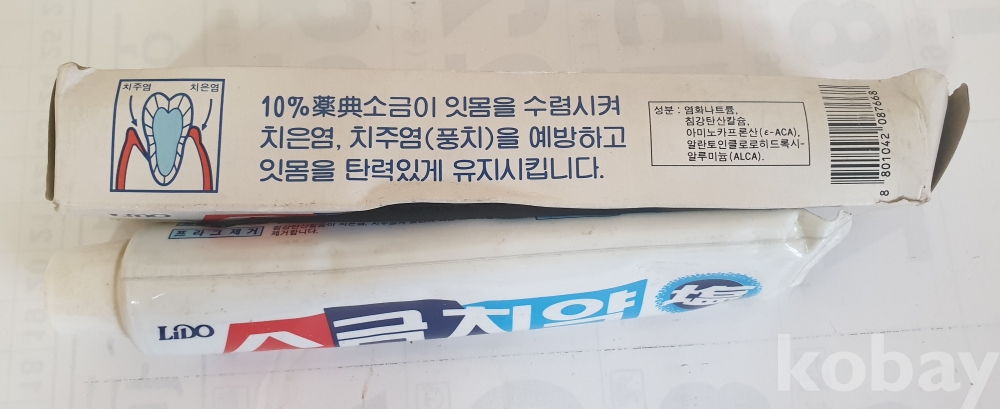 치주염 치은염
10%薬典소금이 잇몸을 수렴시켜
치은염, 치주염(풍치)을 예방하고
잇몸을 탄력있게 유지시킵니다.
성분: 염화나트륨,
침강탄산칼슘,
아미노카프론산(ε-ACA),
알란토인클로로히드록시-
알루미늄(ALCA).
8 801042 087668
LiDO
프라그제거
제거합니다.
LiDO
소금치약
kobay